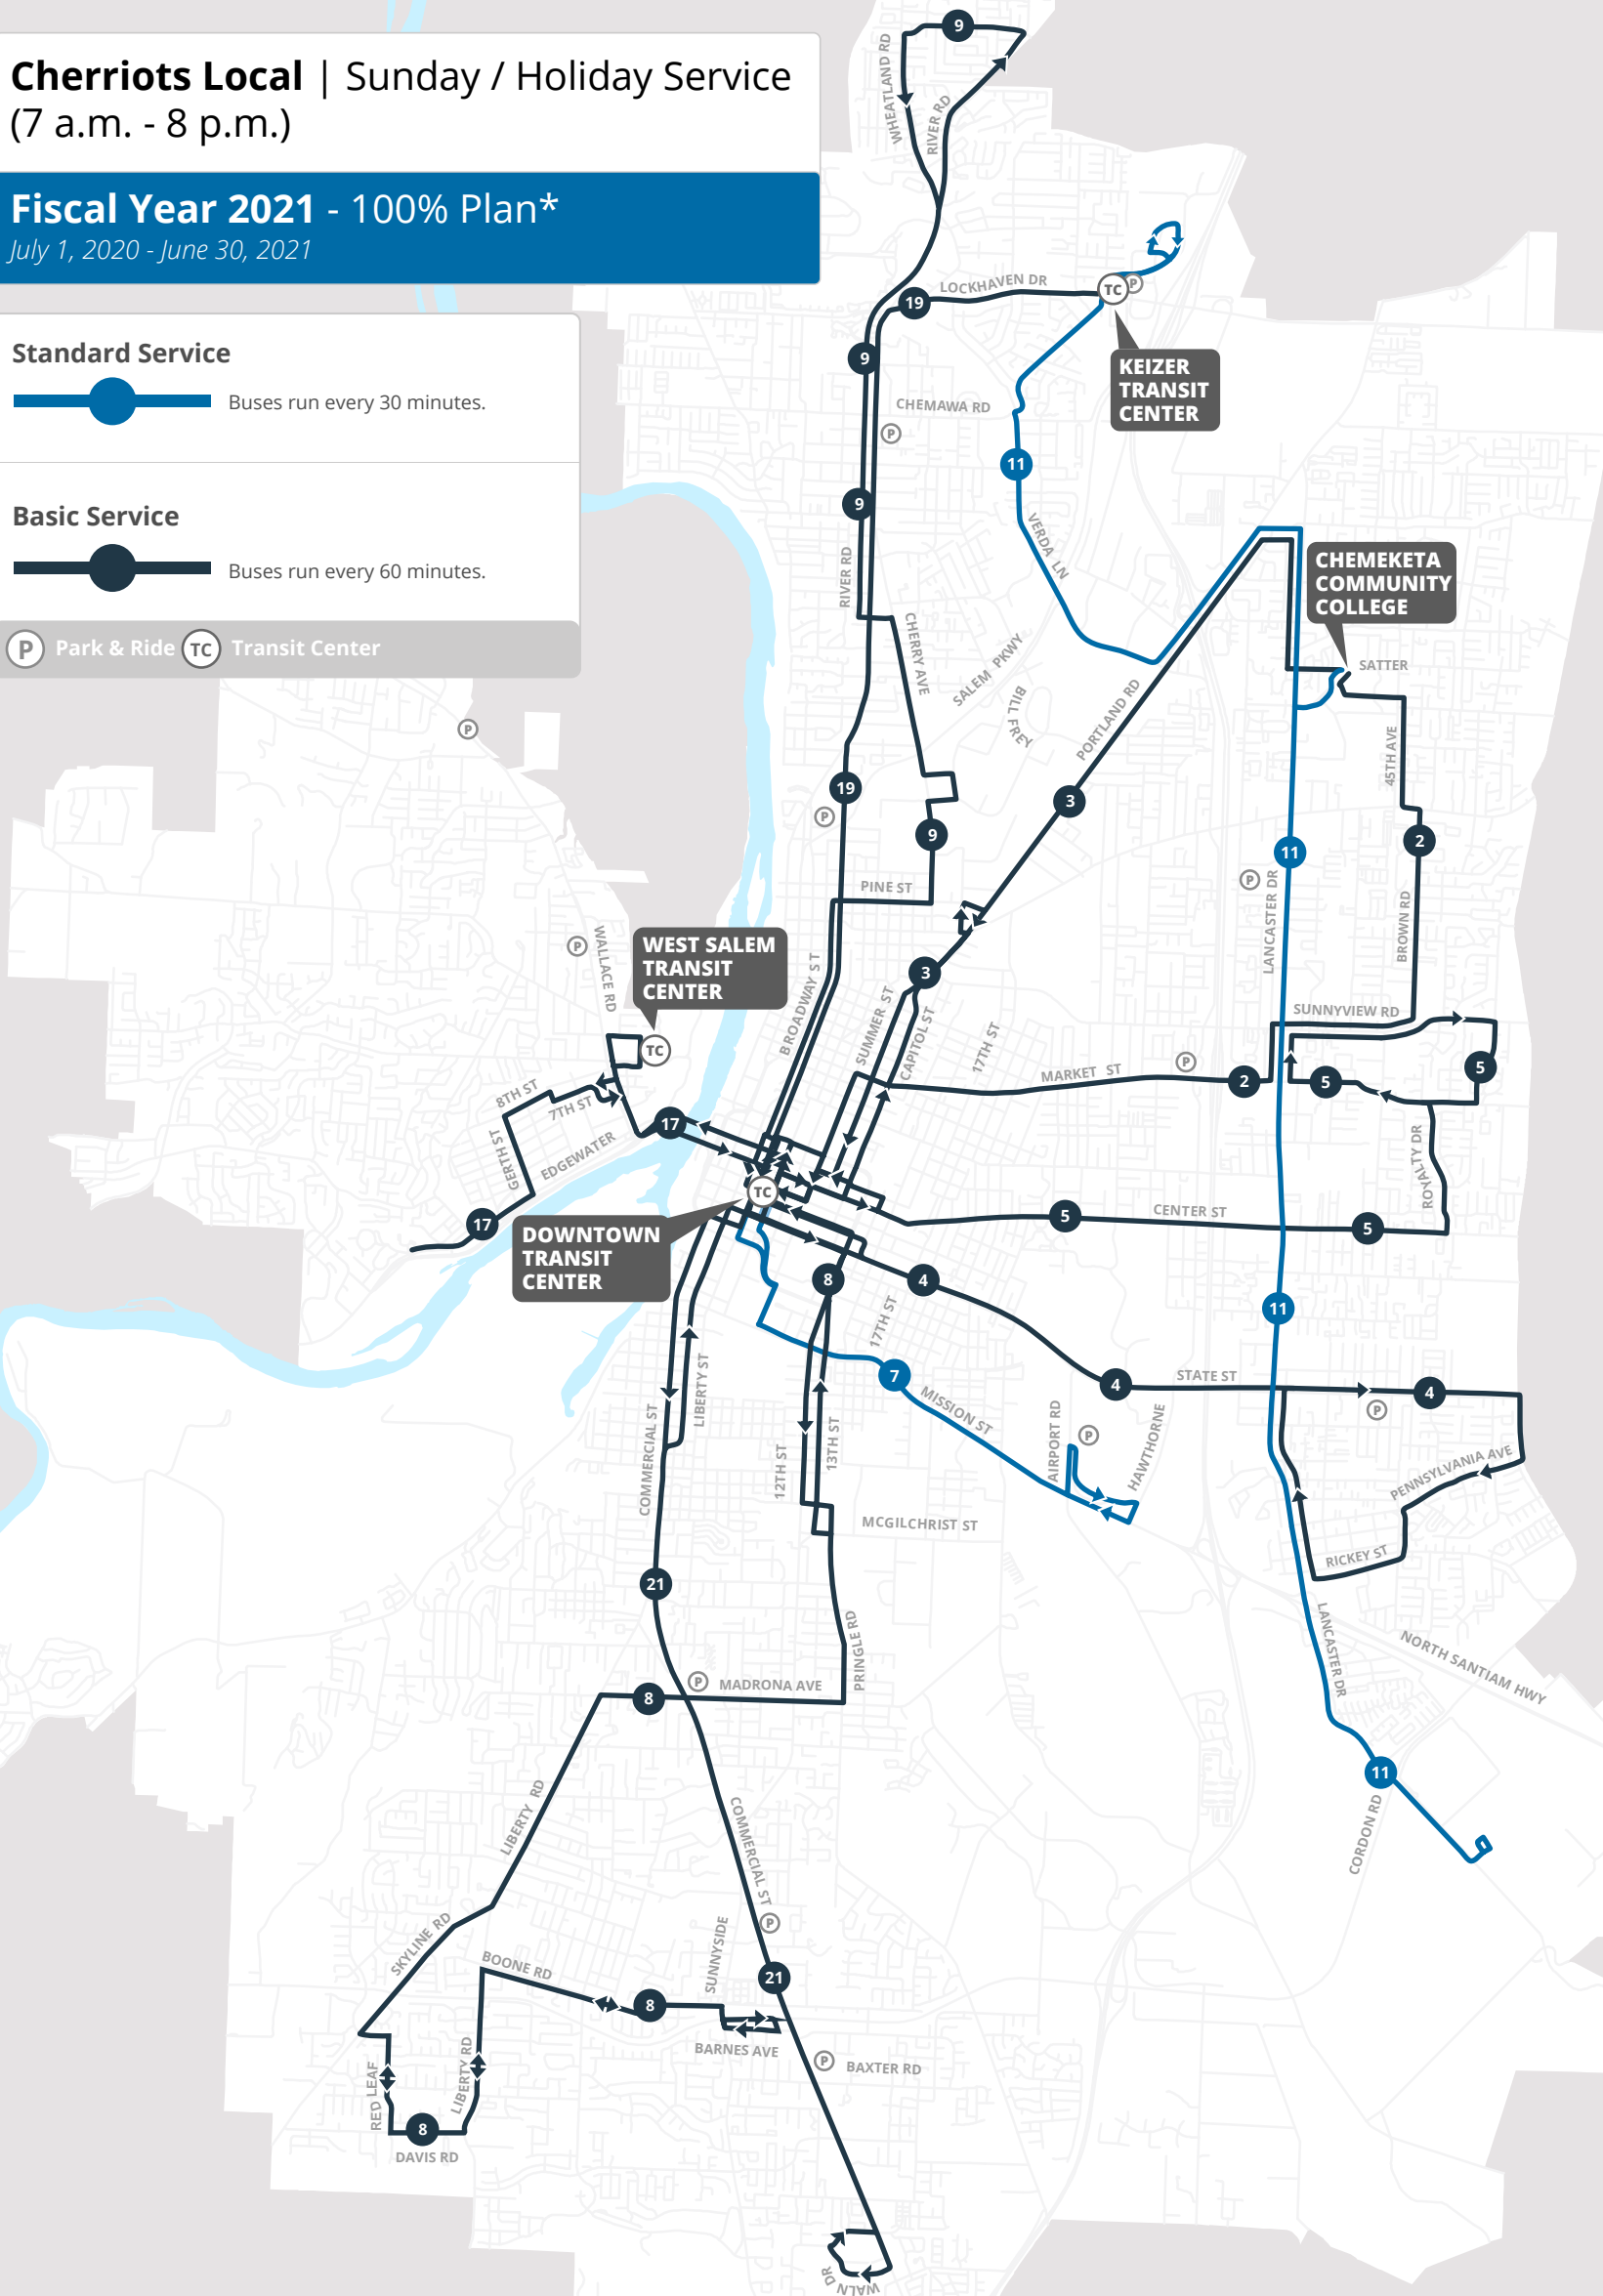 Cherriots Local | Sunday / Holiday Service
(7 a.m. - 8 p.m.)
Fiscal Year 2021 - 100% Plan*
July 1, 2020 - June 30, 2021
Standard Service
Buses run every 30 minutes.
Basic Service
Buses run every 60 minutes.
P Park & Ride TC Transit Center
9
WHEATLAND RD
RIVER RD
19
LOCKHAVEN DR
TC
P
KEIZER
TRANSIT
CENTER
9
CHEMAWA RD
P
11
9
VERDA LN
RIVER RD
CHERRY AVE
SALEM PKWY
BILL FREY
PORTLAND RD
CHEMEKETA
COMMUNITY
COLLEGE
SATTER
45TH AVE
P
19
P
9
3
11
2
P
LANCASTER DR
BROWN RD
PINE ST
P
WALLACE RD
WEST SALEM
TRANSIT
CENTER
TC
BROADWAY ST
3
SUMMER ST
CAPITOL ST
17TH ST
SUNNYVIEW RD
MARKET ST
P
2
5
5
8TH ST
7TH ST
GERTH ST
EDGEWATER
17
17
ROYALTY DR
TC
DOWNTOWN
TRANSIT
CENTER
5
CENTER ST
5
8
4
11
17TH ST
7
MISSION ST
4
STATE ST
4
P
LIBERTY ST
COMMERCIAL ST
12TH ST
13TH ST
AIRPORT RD
P
HAWTHORNE
PENNSYLVANIA AVE
MCGILCHRIST ST
RICKEY ST
21
PRINGLE RD
LANCASTER DR
NORTH SANTIAM HWY
8
P
MADRONA AVE
11
CORDON RD
LIBERTY RD
COMMERCIAL ST
P
SKYLINE RD
BOONE RD
SUNNYSIDE
21
8
BARNES AVE
P
BAXTER RD
RED LEAF
LIBERTY RD
8
DAVIS RD
WALN DR